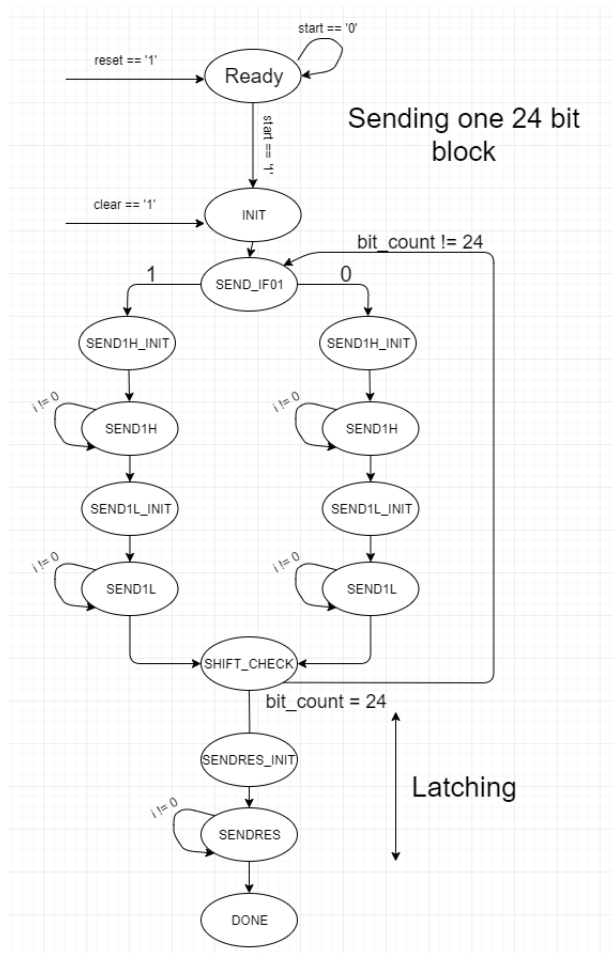 start == '0'
reset == '1'
Ready
Sending one 24 bit
block
start == '1'
clear == '1'
INIT
bit_count != 24
1
0
SEND_IF01
SEND1H_INIT
SEND1H_INIT
i != 0
i != 0
SEND1H
SEND1H
SEND1L_INIT
SEND1L_INIT
i != 0
i != 0
SEND1L
SEND1L
SHIFT_CHECK
bit_count = 24
SENDRES_INIT
Latching
i != 0
SENDRES
DONE